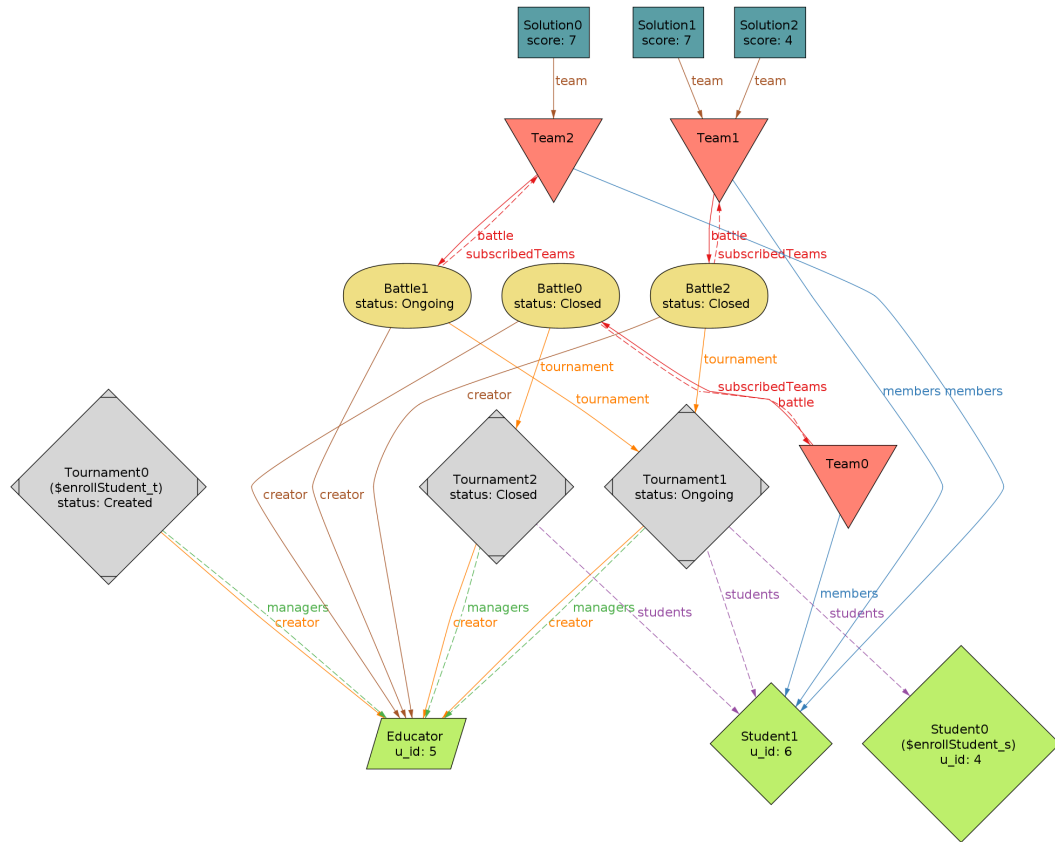 Solution0
score: 7
Solution1
score: 7
Solution2
score: 4
team
team
team
Team2
Team1
battle
subscribedTeams
battle
subscribedTeams
Battle1
status: Ongoing
Battle0
status: Closed
Battle2
status: Closed
tournament
tournament
tournament
subscribedTeams
battle
creator
members
members
Tournament0
($enrollStudent_t)
status: Created
Tournament2
status: Closed
Tournament1
status: Ongoing
Team0
creator
creator
managers
creator
managers
creator
managers
creator
students
students
members
students
Educator
u_id: 5
Student1
u_id: 6
Student0
($enrollStudent_s)
u_id: 4